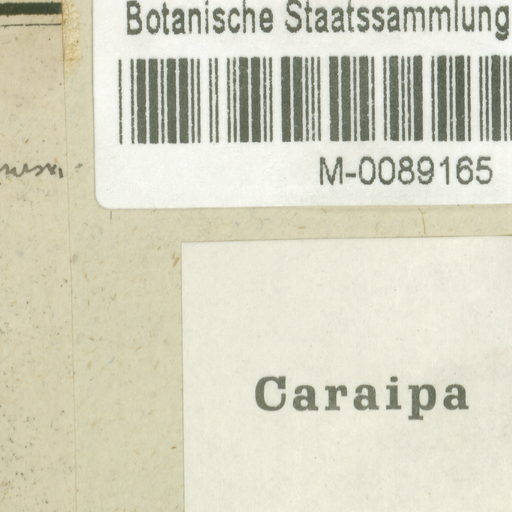 Botanische Staatssammlung
M-0089165
Caraipa